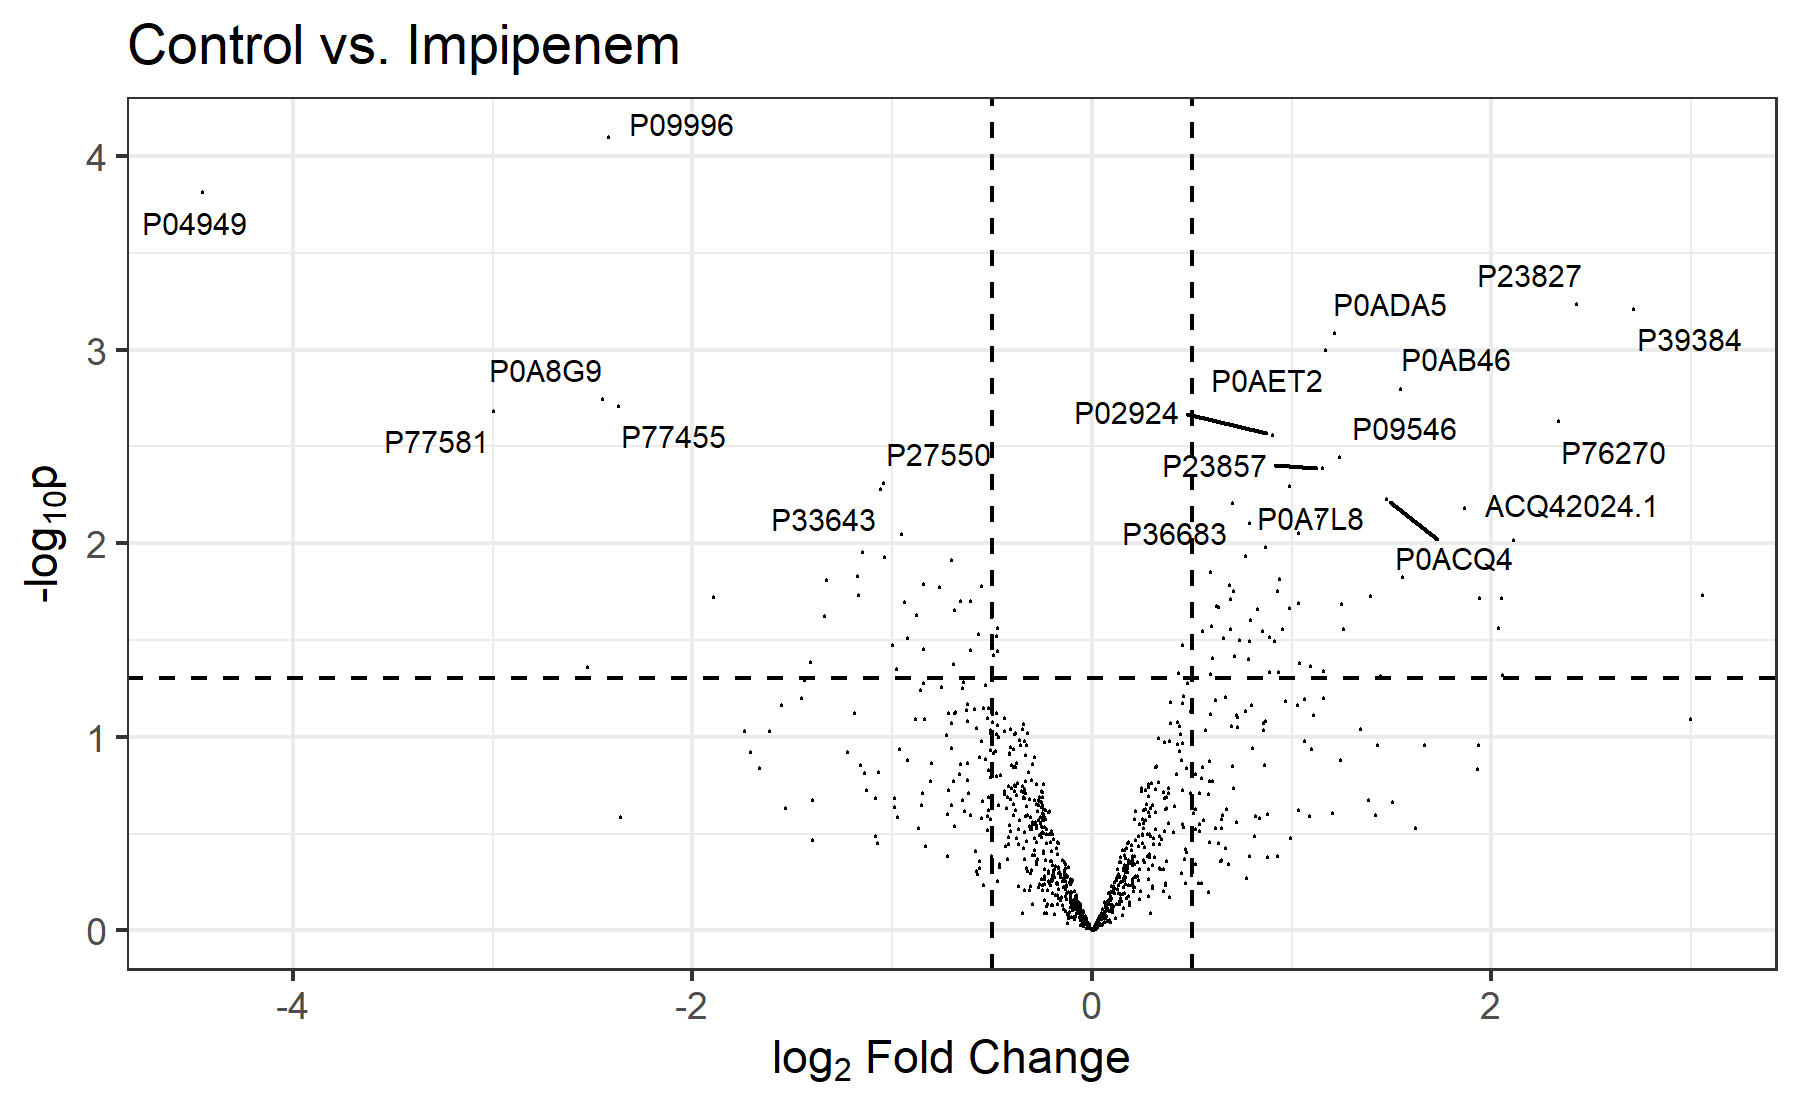 Control vs. Impipenem
P09996
P04949
P23827
P0ADA5
P39384
P0AB46
P0A8G9
P0AET2
P02924
P09546
P77455
P77581
P27550
P76270
P23857
ACQ42024.1
P33643
P0A7L8
P36683
P0ACQ4
4
3
2
1
0
-log10p
-4
-2
0
2
log2 Fold Change